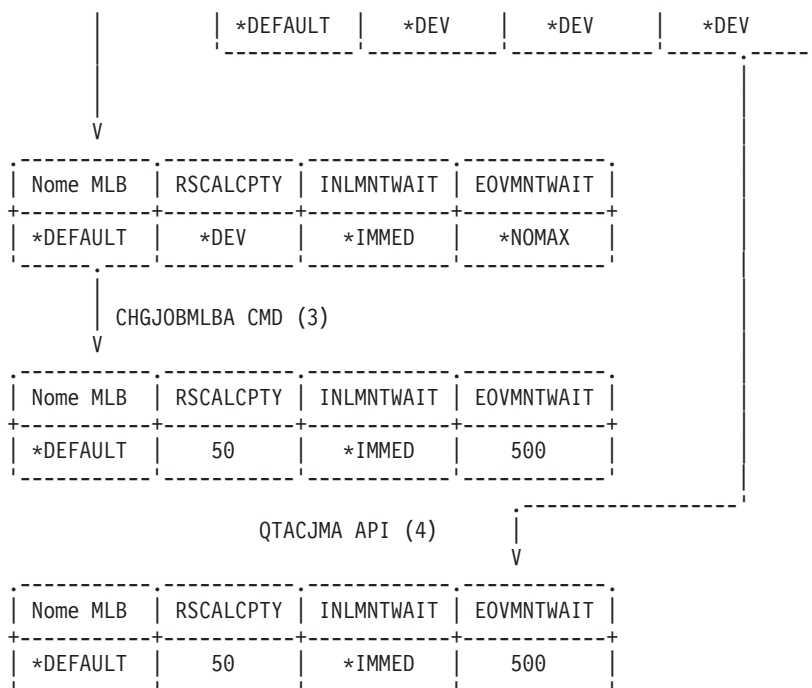 *DEFAULT *DEV *DEV *DEV
V
Nome MLB RSCALCPTY INLMNTWAIT EOVMNTWAIT
*DEFAULT *DEV *IMMED *NOMAX
CHGJOBMLBA CMD (3)
V
Nome MLB RSCALCPTY INLMNTWAIT EOVMNTWAIT
*DEFAULT 50 *IMMED 500
QTACJMA API (4)
V
Nome MLB RSCALCPTY INLMNTWAIT EOVMNTWAIT
*DEFAULT 50 *IMMED 500